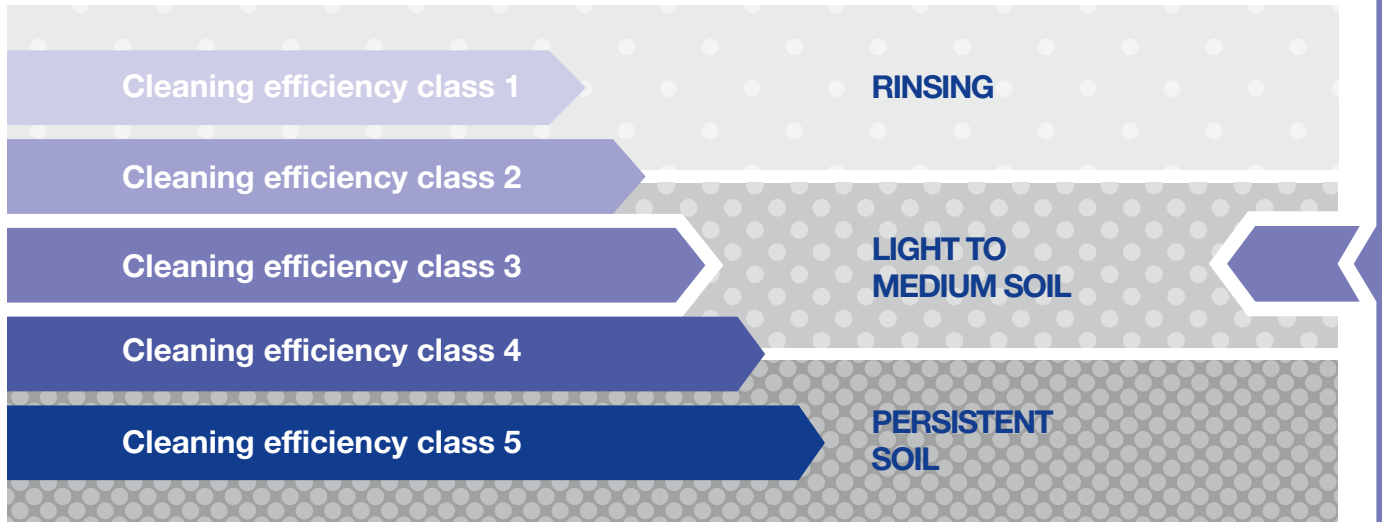 Cleaning efficiency class 1
RINSING
Cleaning efficiency class 2
Cleaning efficiency class 3
LIGHT TO
MEDIUM SOIL
Cleaning efficiency class 4
Cleaning efficiency class 5
PERSISTENT
SOIL